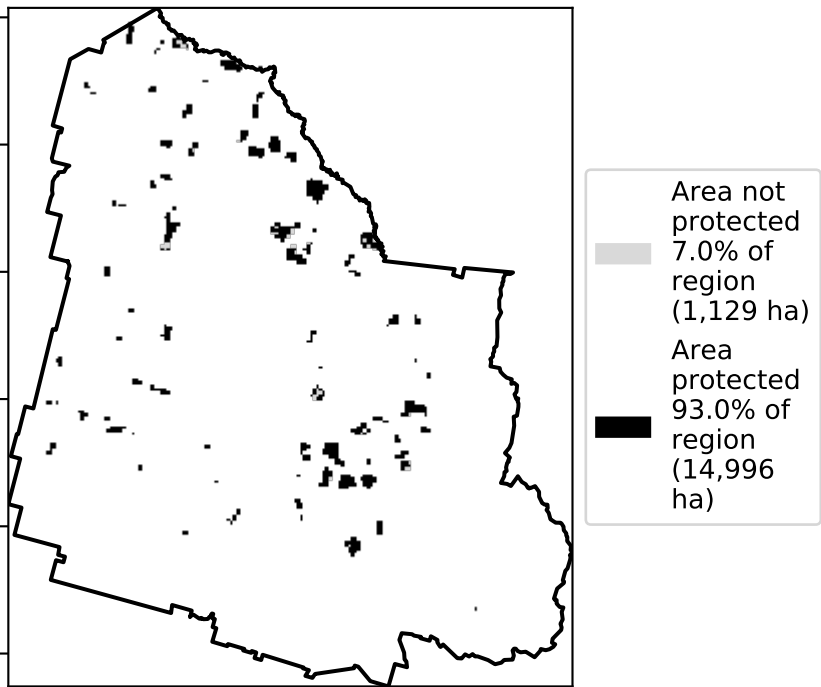 Area not
protected
7.0% of
region
(1,129 ha)
Area
protected
93.0% of
region
(14,996
ha)